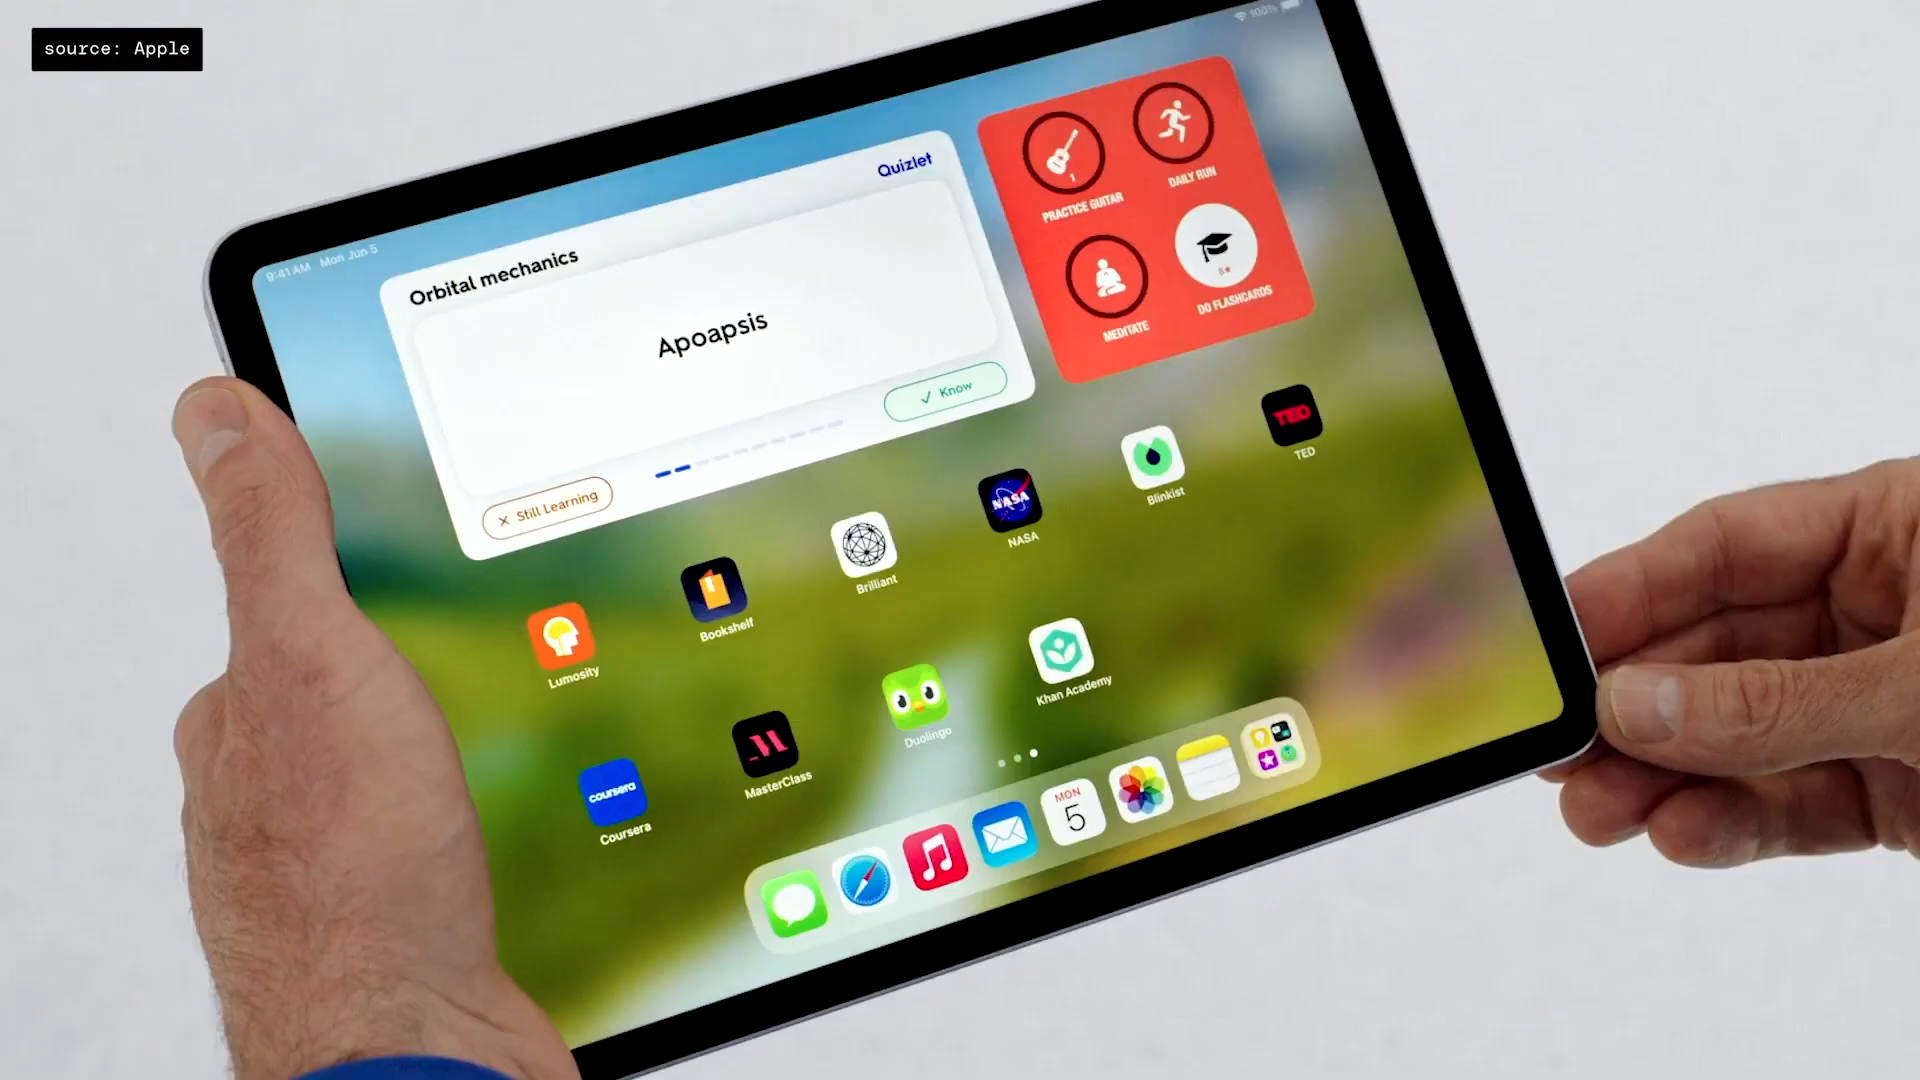 source: Apple
9:41 AM Mon Jun 5
100%
Quizlet
Orbital mechanics
Apoapsis
Still Learning
Know
1
PRACTICE GUITAR
DAILY RUN
MEDITATE
DO FLASHCARDS
Lumosity
Bookshelf
Brilliant
NASA
NASA
Blinkist
TED
TED
coursera
Coursera
MasterClass
Duolingo
Khan Academy
MON
5